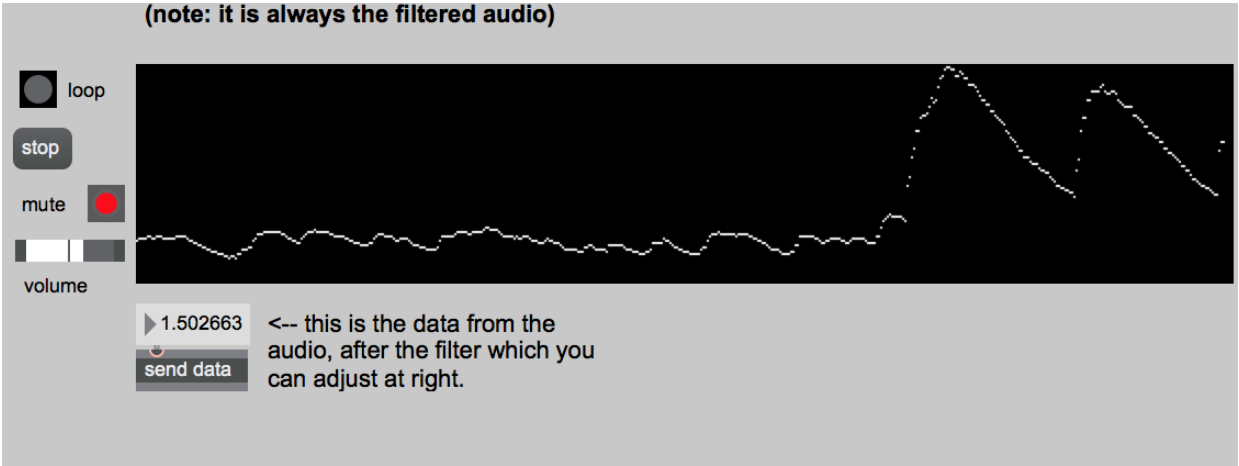 (note: it is always the filtered audio)
loop
stop
mute
volume
1.502663
<-- this is the data from the
audio, after the filter which you
can adjust at right.
send data